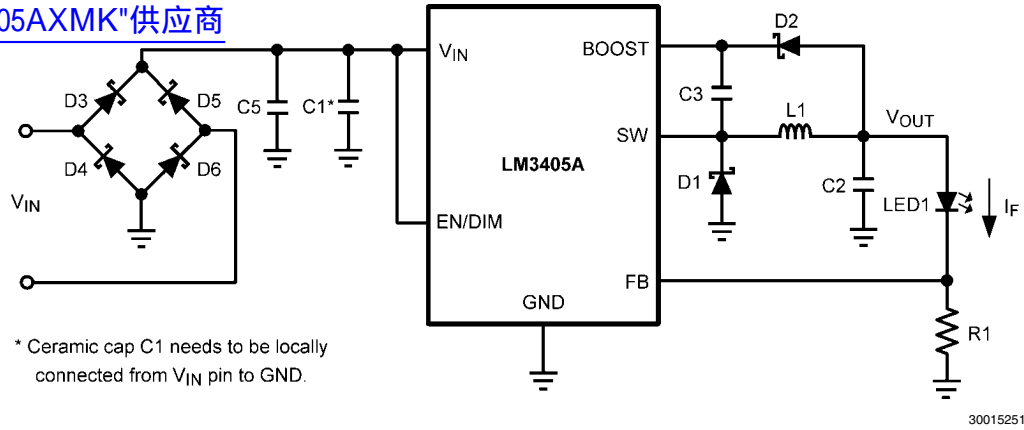 05AXMK"供应商
D2
VIN
BOOST
D3
D5
C5
C1*
C3
L1
VOUT
SW
LM3405A
D4
D6
D1
C2
LED1
IF
VIN
EN/DIM
FB
GND
R1
* Ceramic cap C1 needs to be locally
connected from VIN pin to GND.
30015251